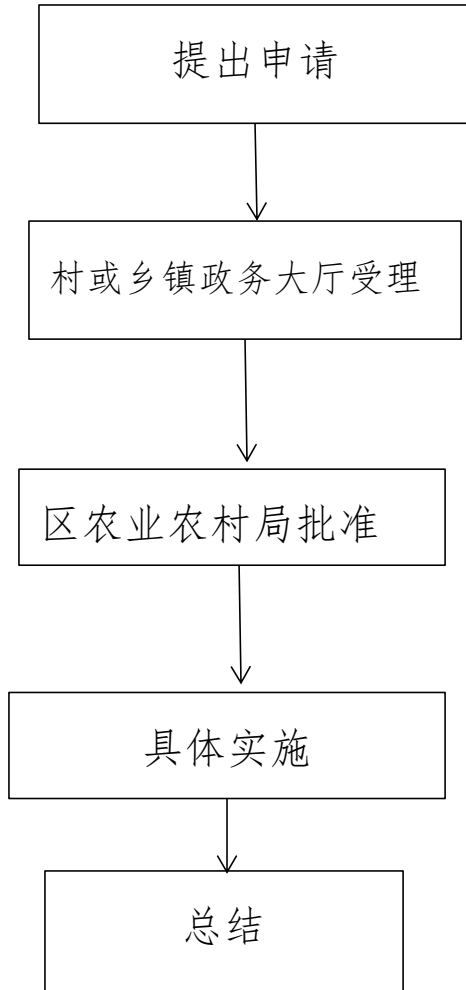 提出申请
村或乡镇政务大厅受理
区农业农村局批准
具体实施
总结